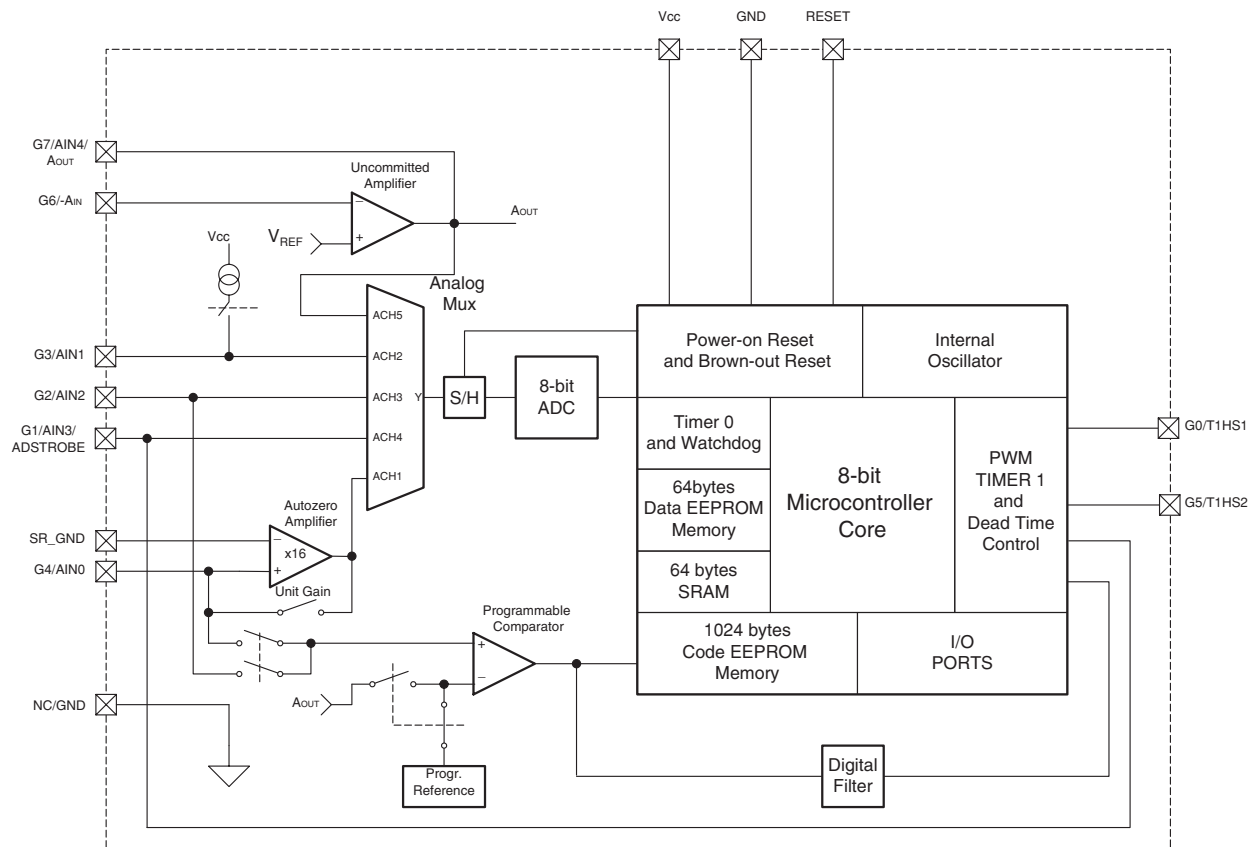 Vcc
GND
RESET
G7/AIN4/
AOUT
G6/-AIN
Uncommitted
Amplifier
−
+
VREF
AOUT
Vcc
Analog
Mux
ACH5
G3/AIN1
ACH2
G2/AIN2
ACH3
Y
G1/AIN3/
ADSTROBE
ACH4
ACH1
S/H
8-bit
ADC
Power-on Reset
and Brown-out Reset
Internal
Oscillator
Timer 0
and Watchdog
64bytes
Data EEPROM
Memory
64 bytes
SRAM
8-bit
Microcontroller
Core
PWM
TIMER 1
and
Dead Time
Control
1024 bytes
Code EEPROM
Memory
I/O
PORTS
G0/T1HS1
G5/T1HS2
Autozero
Amplifier
SR_GND
−
x16
+
G4/AIN0
Unit Gain
Programmable
Comparator
+
−
AOUT
NC/GND
Progr.
Reference
Digital
Filter